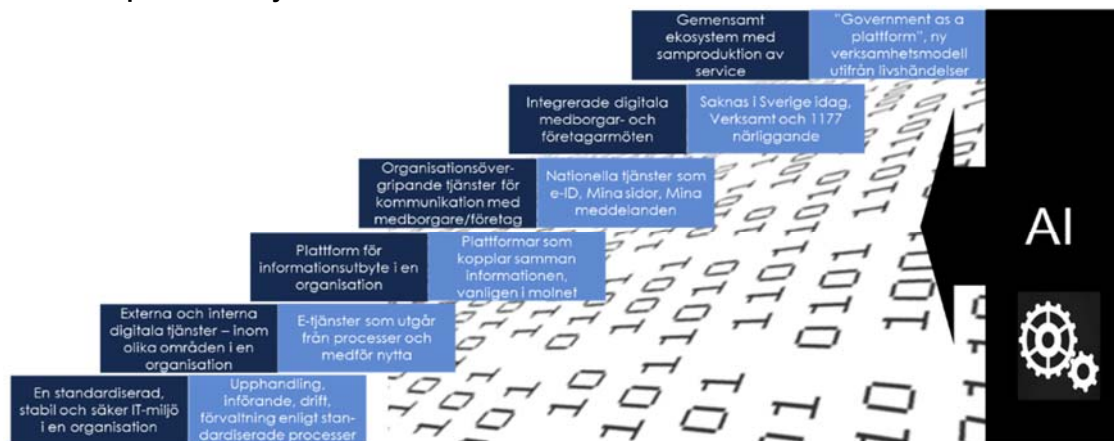 Gemensamt
ekosystem med
samproduktion av
service
"Government as a
plattform", ny
verksamhetsmodell
utifrån livshändelser
Integrerade digitala
medborgar- och
företagarmöten
Saknas i Sverige idag,
Verksamt och 1177
närliggande
Organisationsöver-
gripande tjänster för
kommunikation med
medborgare/företag
Nationella tjänster som
e-ID, Mina sidor, Mina
meddelanden
Plattform för
informationsutbyte i en
organisation
Plattformar som
kopplar samman
informationen,
vanligen i molnet
Externa och interna
digitala tjänster – inom
olika områden i en
organisation
E-tjänster som utgår
från processer och
medför nytta
En standardiserad,
stabil och säker IT-miljö
i en organisation
Upphandling,
införande, drift,
förvaltning enligt stan-
dardiserade processer
AI